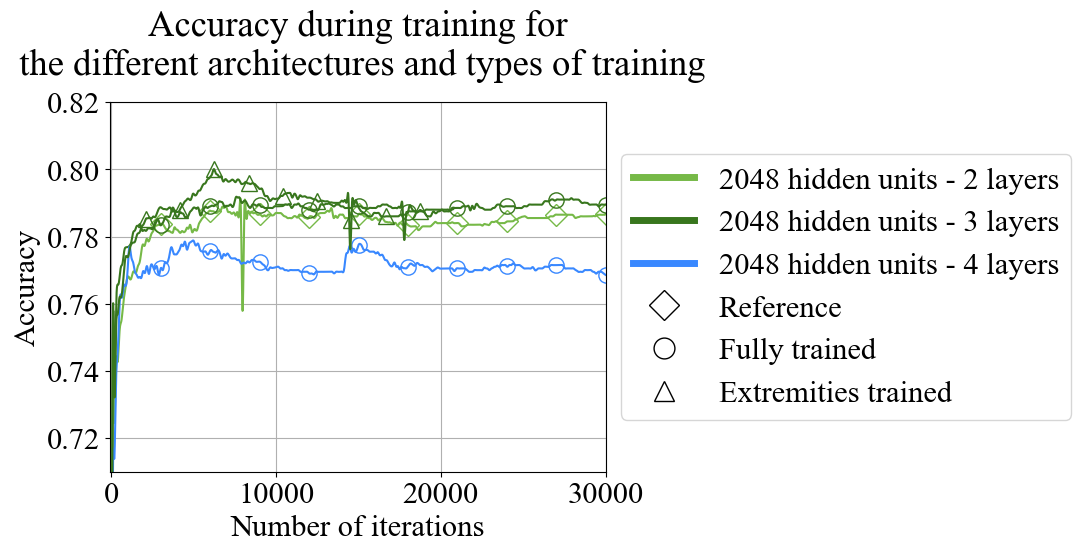 Accuracy during training for
the different architectures and types of training
0.82
0.80
0.78
0.76
0.74
0.72
Accuracy
0
10000
20000
30000
Number of iterations
2048 hidden units - 2 layers
2048 hidden units - 3 layers
2048 hidden units - 4 layers
Reference
Fully trained
Extremities trained